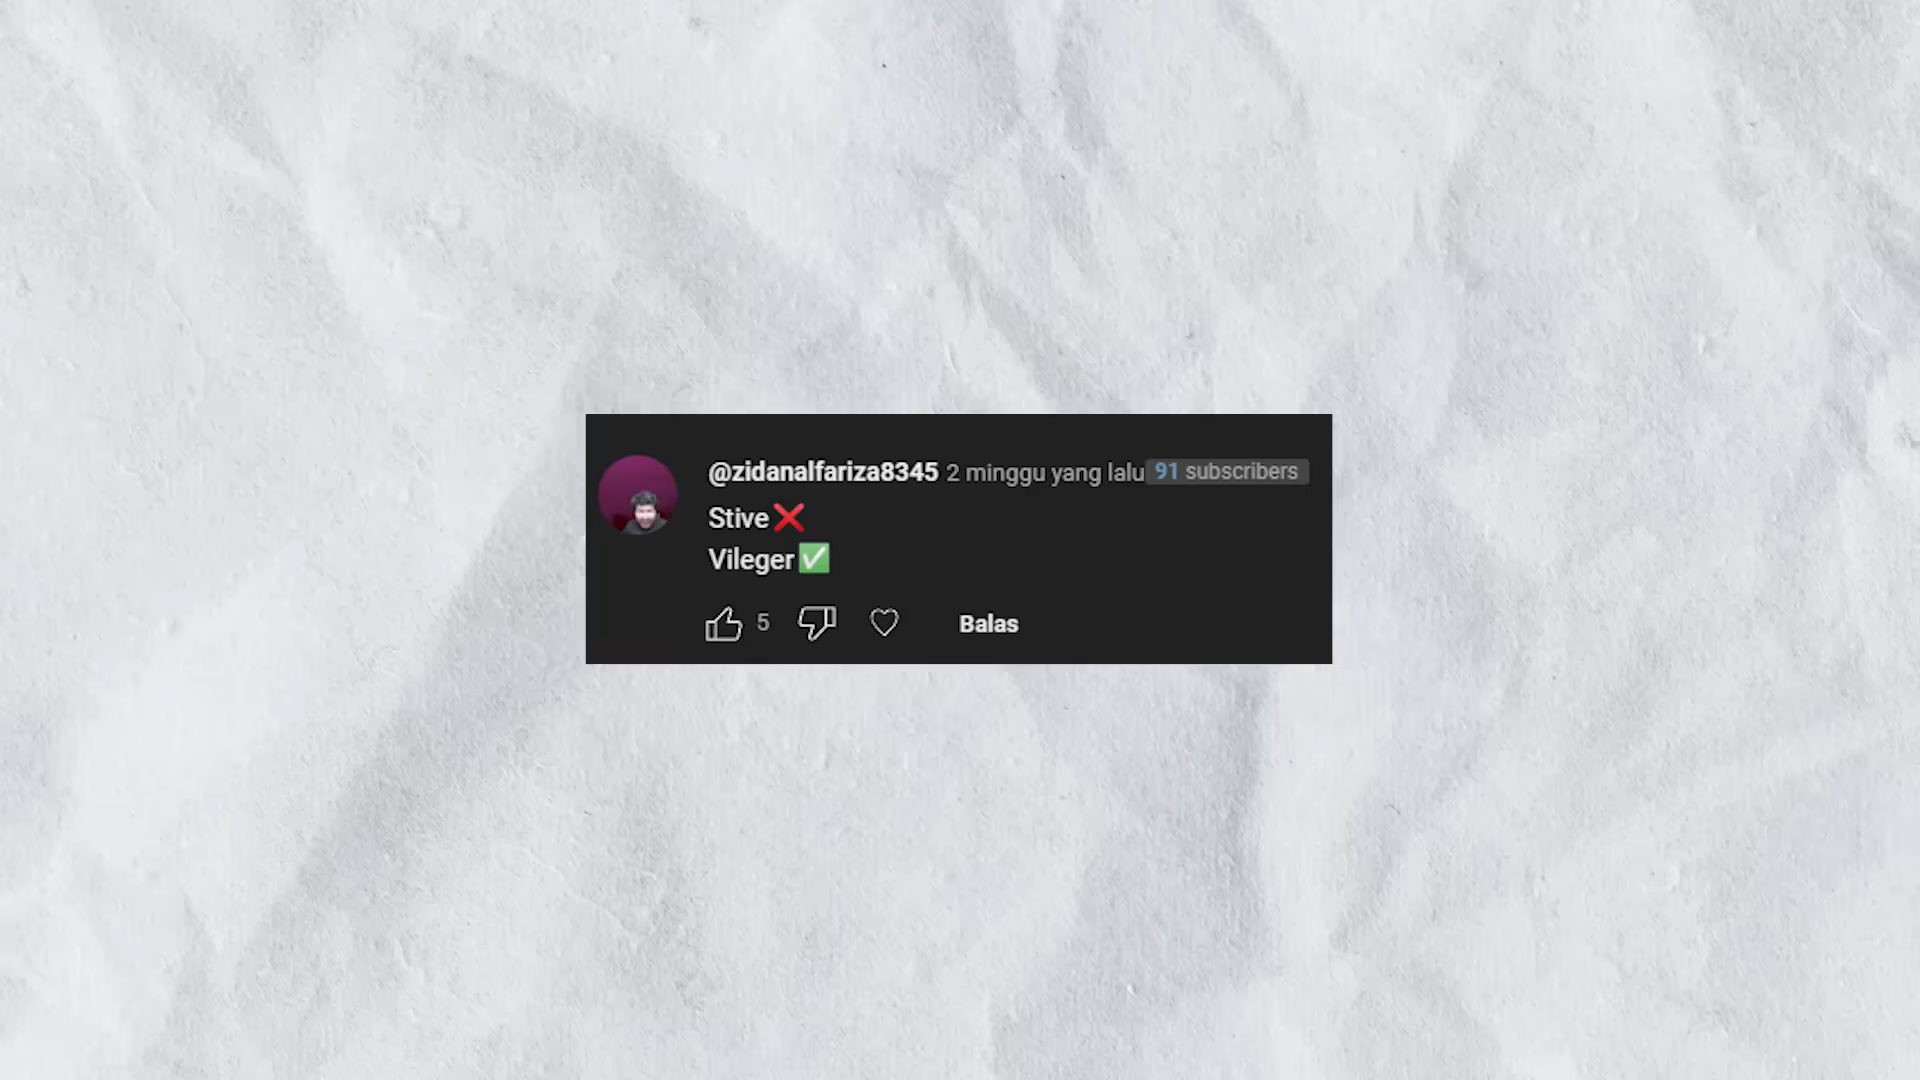 @zidanalfariza8345 2 minggu yang lalu 91 subscribers
Stive❌
Vileger✅
5 Balas